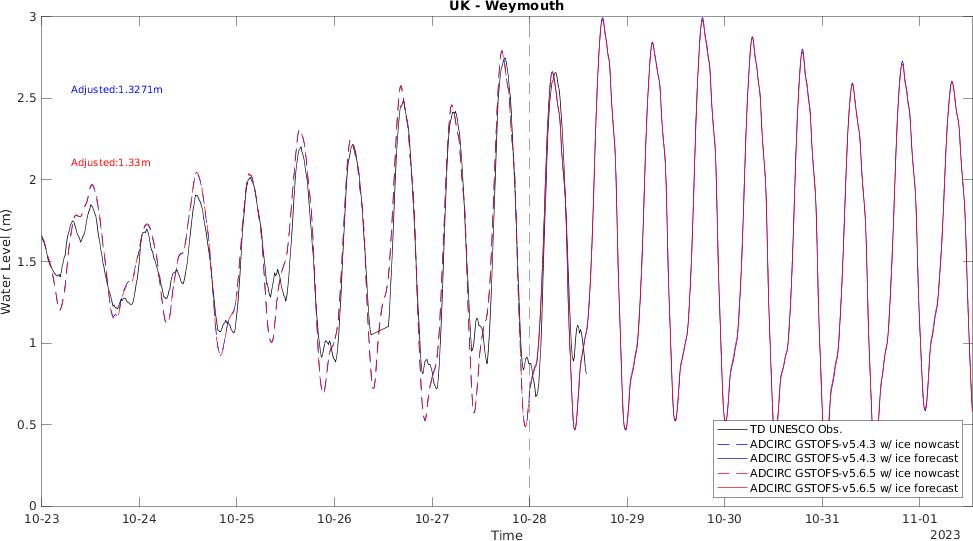 UK - Weymouth
3
2.5
2
1.5
1
0.5
0
Water Level (m)
Adjusted:1.3271m
Adjusted:1.33m
TD UNESCO Obs.
ADCIRC GSTOFS-v5.4.3 w/ ice nowcast
ADCIRC GSTOFS-v5.4.3 w/ ice forecast
ADCIRC GSTOFS-v5.6.5 w/ ice nowcast
ADCIRC GSTOFS-v5.6.5 w/ ice forecast
10-23 10-24 10-25 10-26 10-27 10-28 10-29 10-30 10-31 11-01
Time
2023